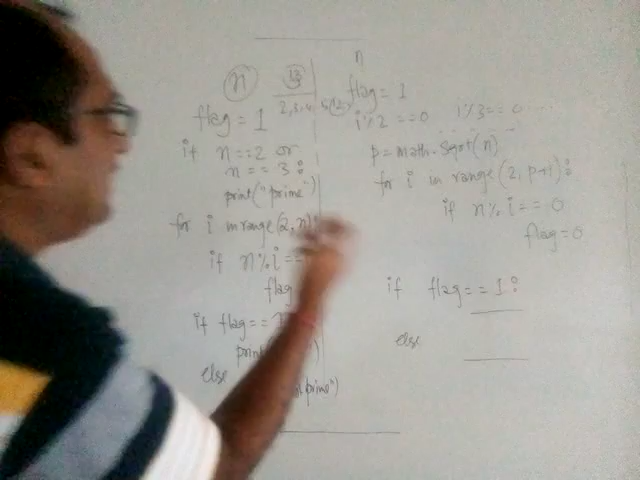 n 13
2,3,4
flag = 1
if n==2 or
n == 3:
print("prime")
for i in range(2, n):
if n%i ==
flag
if flag==
print )
else
prime")
n
flag = 1
i%2 ==0 i%3== 0 ...
p=math.sqrt(n)
for i in range(2, p+1):
if n% i== 0
flag=0
if flag== 1:
else